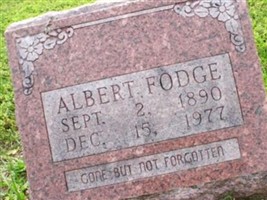 ALBERT FODGE
SEPT. 2, 1890
DEC. 15, 1977
GONE BUT NOT FORGOTTEN